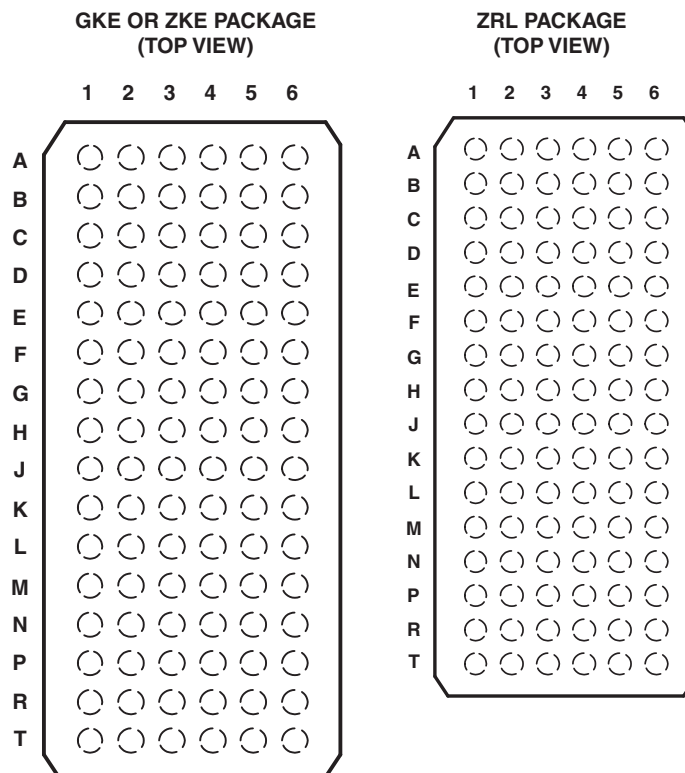 GKE OR ZKE PACKAGE
(TOP VIEW)
1 2 3 4 5 6
A
B
C
D
E
F
G
H
J
K
L
M
N
P
R
T
ZRL PACKAGE
(TOP VIEW)
1 2 3 4 5 6
A
B
C
D
E
F
G
H
J
K
L
M
N
P
R
T